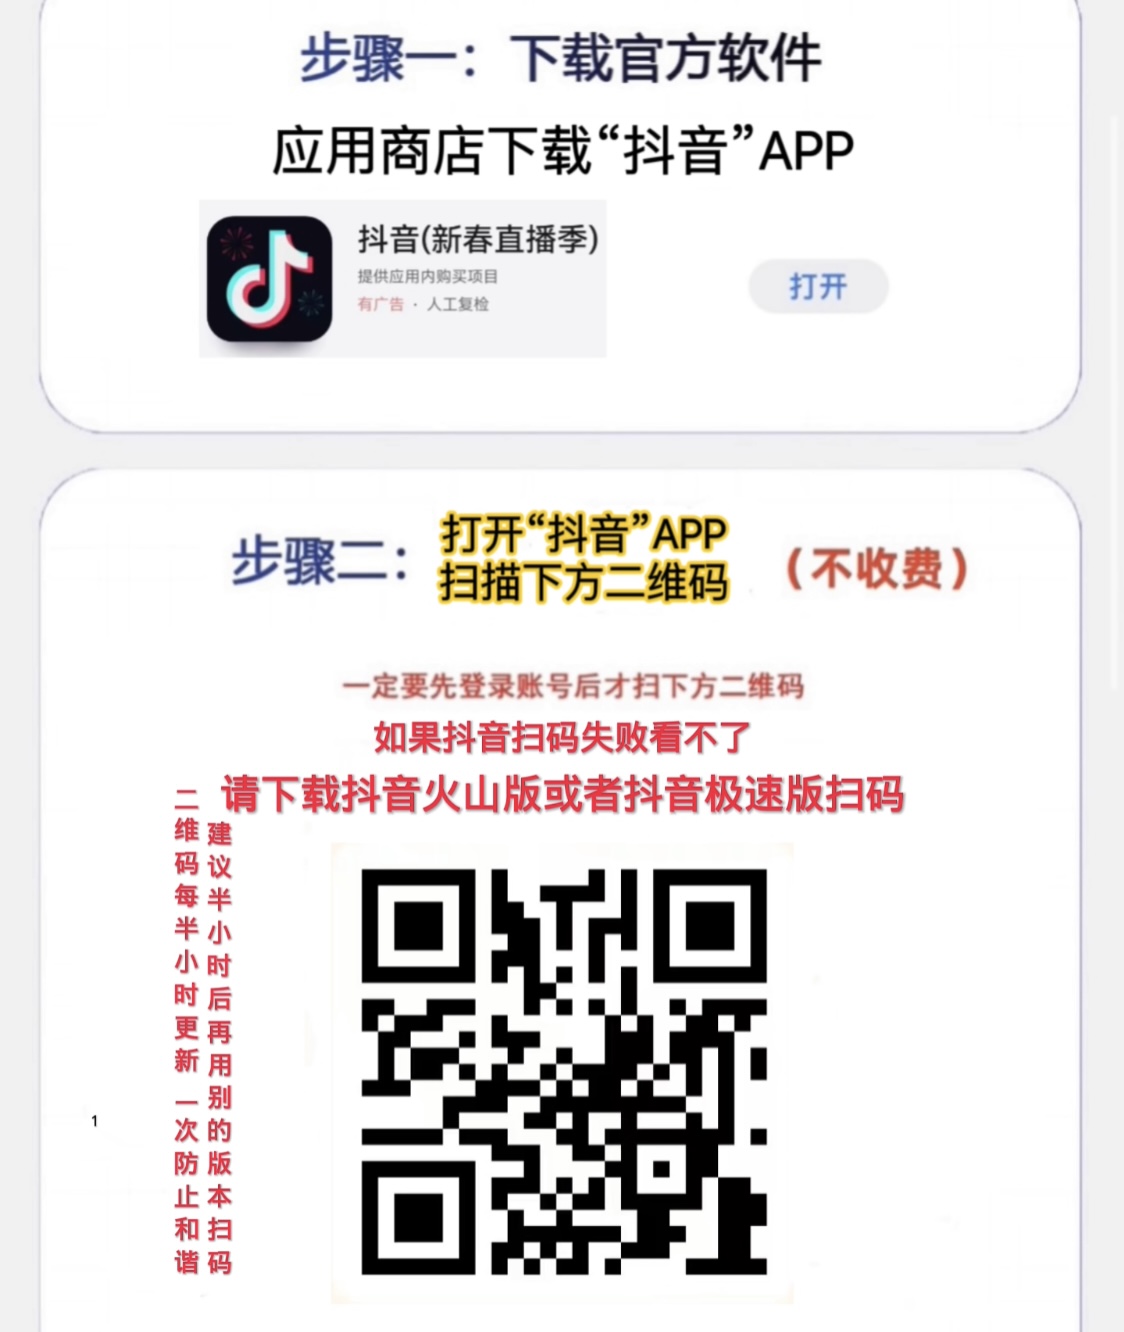 步骤一：下载官方软件
应用商店下载“抖音”APP
抖音(新春直播季)
提供应用内购买项目
有广告 · 人工复检
打开
步骤二：
打开“抖音”APP
扫描下方二维码
（不收费）
一定要先登录账号后才扫下方二维码
如果抖音扫码失败看不了
请下载抖音火山版或者抖音极速版扫码
二维码每半小时更新一次防止和谐
建议半小时后再用别的版本扫码
1